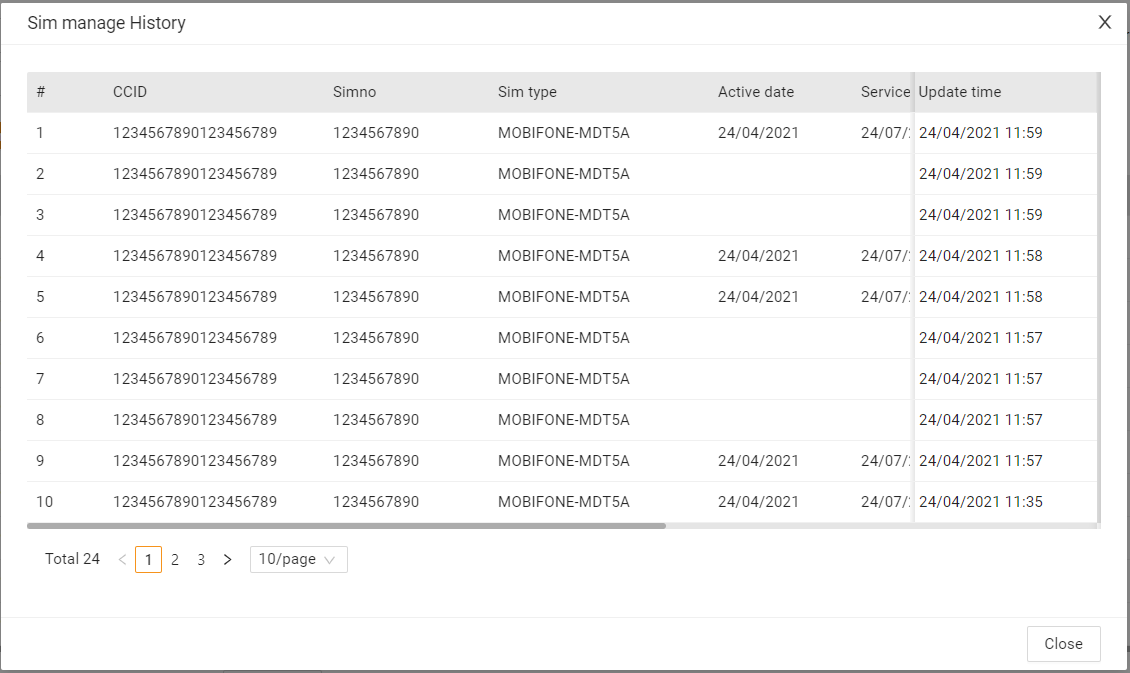 Sim manage History
# CCID Simno Sim type Active date Service Update time
1 1234567890123456789 1234567890 MOBIFONE-MDT5A 24/04/2021 24/07/ 24/04/2021 11:59
2 1234567890123456789 1234567890 MOBIFONE-MDT5A 24/04/2021 11:59
3 1234567890123456789 1234567890 MOBIFONE-MDT5A 24/04/2021 11:59
4 1234567890123456789 1234567890 MOBIFONE-MDT5A 24/04/2021 24/07/ 24/04/2021 11:58
5 1234567890123456789 1234567890 MOBIFONE-MDT5A 24/04/2021 24/07/ 24/04/2021 11:58
6 1234567890123456789 1234567890 MOBIFONE-MDT5A 24/04/2021 11:57
7 1234567890123456789 1234567890 MOBIFONE-MDT5A 24/04/2021 11:57
8 1234567890123456789 1234567890 MOBIFONE-MDT5A 24/04/2021 11:57
9 1234567890123456789 1234567890 MOBIFONE-MDT5A 24/04/2021 24/07/ 24/04/2021 11:57
10 1234567890123456789 1234567890 MOBIFONE-MDT5A 24/04/2021 24/07/ 24/04/2021 11:35
Total 24 < 1 2 3 > 10/page
Close